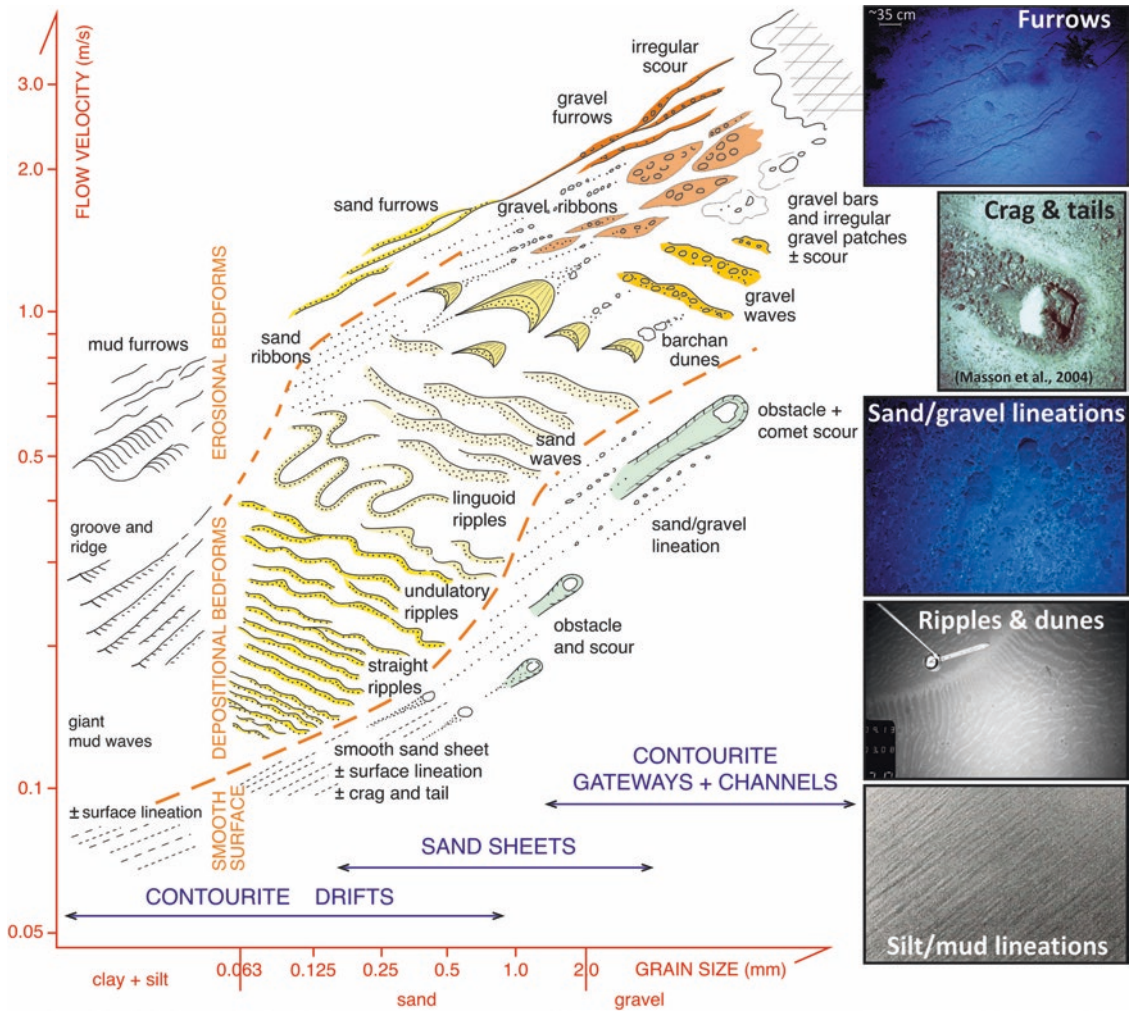 FLOW VELOCITY (m/s)
3.0
2.0
1.0
0.5
0.1
0.05
irregular
scour
gravel
furrows
sand furrows
gravel ribbons
gravel bars
and irregular
gravel patches
± scour
gravel
waves
barchan
dunes
sand
ribbons
mud furrows
EROSIONAL BEDFORMS
sand
waves
obstacle +
comet scour
linguoid
ripples
sand/gravel
lineation
groove and
ridge
DEPOSITIONAL BEDFORMS
undulatory
ripples
obstacle
and scour
straight
ripples
giant
mud waves
smooth sand sheet
± surface lineation
± crag and tail
± surface lineation
SMOOTH
SURFACE
CONTOURITE
GATEWAYS + CHANNELS
SAND SHEETS
CONTOURITE DRIFTS
clay + silt
0.063
0.125
0.25
0.5
1.0
2.0
GRAIN SIZE (mm)
sand
gravel
~35 cm
Furrows
Crag & tails
(Masson et al., 2004)
Sand/gravel lineations
Ripples & dunes
Silt/mud lineations